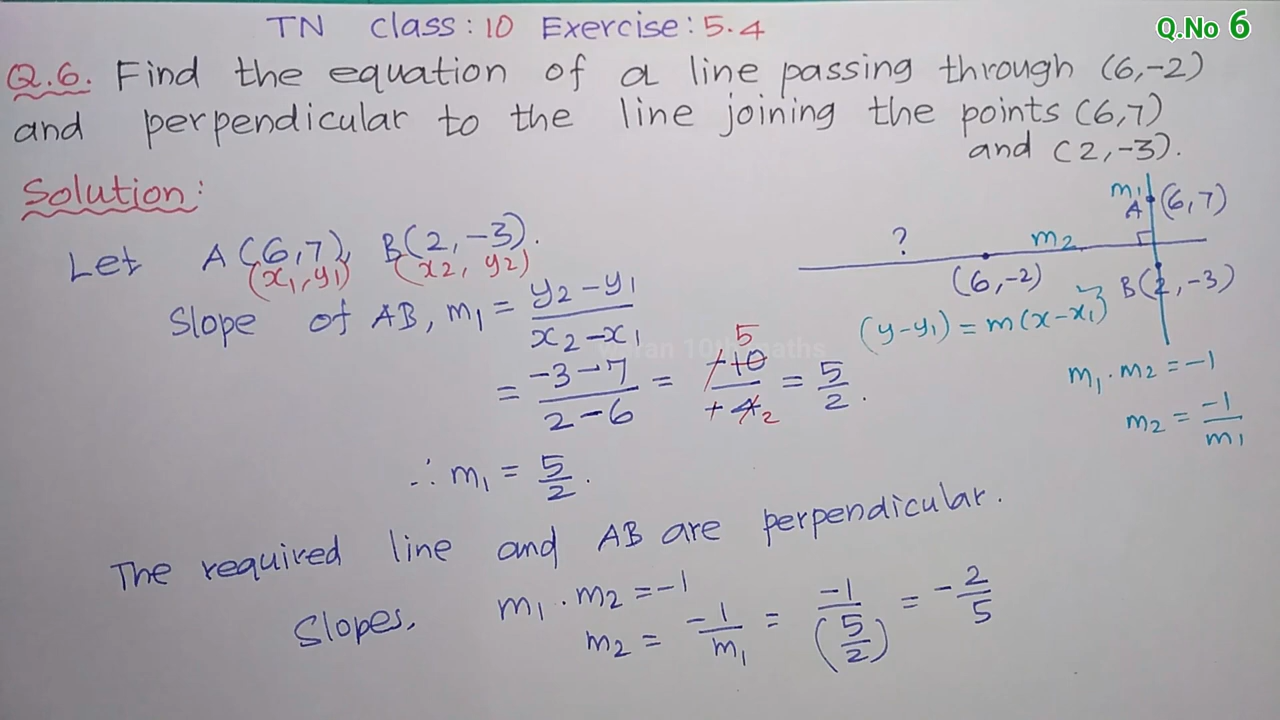 TN Class: 10 Exercise: 5.4
Q.No 6
Q.6. Find the equation of a line passing through (6,-2)
and perpendicular to the line joining the points (6,7)
and (2,-3).
Solution:
Let A(6,7), B(2,-3).
(x1,y1) (x2,y2)
Slope of AB, m1 = (y2-y1)/(x2-x1)
= (-3-7)/(2-6) = -10/-4 5 2 = 5/2.
∴ m1 = 5/2.
m1
A (6,7)
? m2
(6,-2) B(2,-3)
(y-y1) = m(x-x1)
m1 . m2 = -1
m2 = -1/m1
The required line and AB are perpendicular.
Slopes, m1 . m2 = -1
m2 = -1/m1 = -1/(5/2) = -2/5